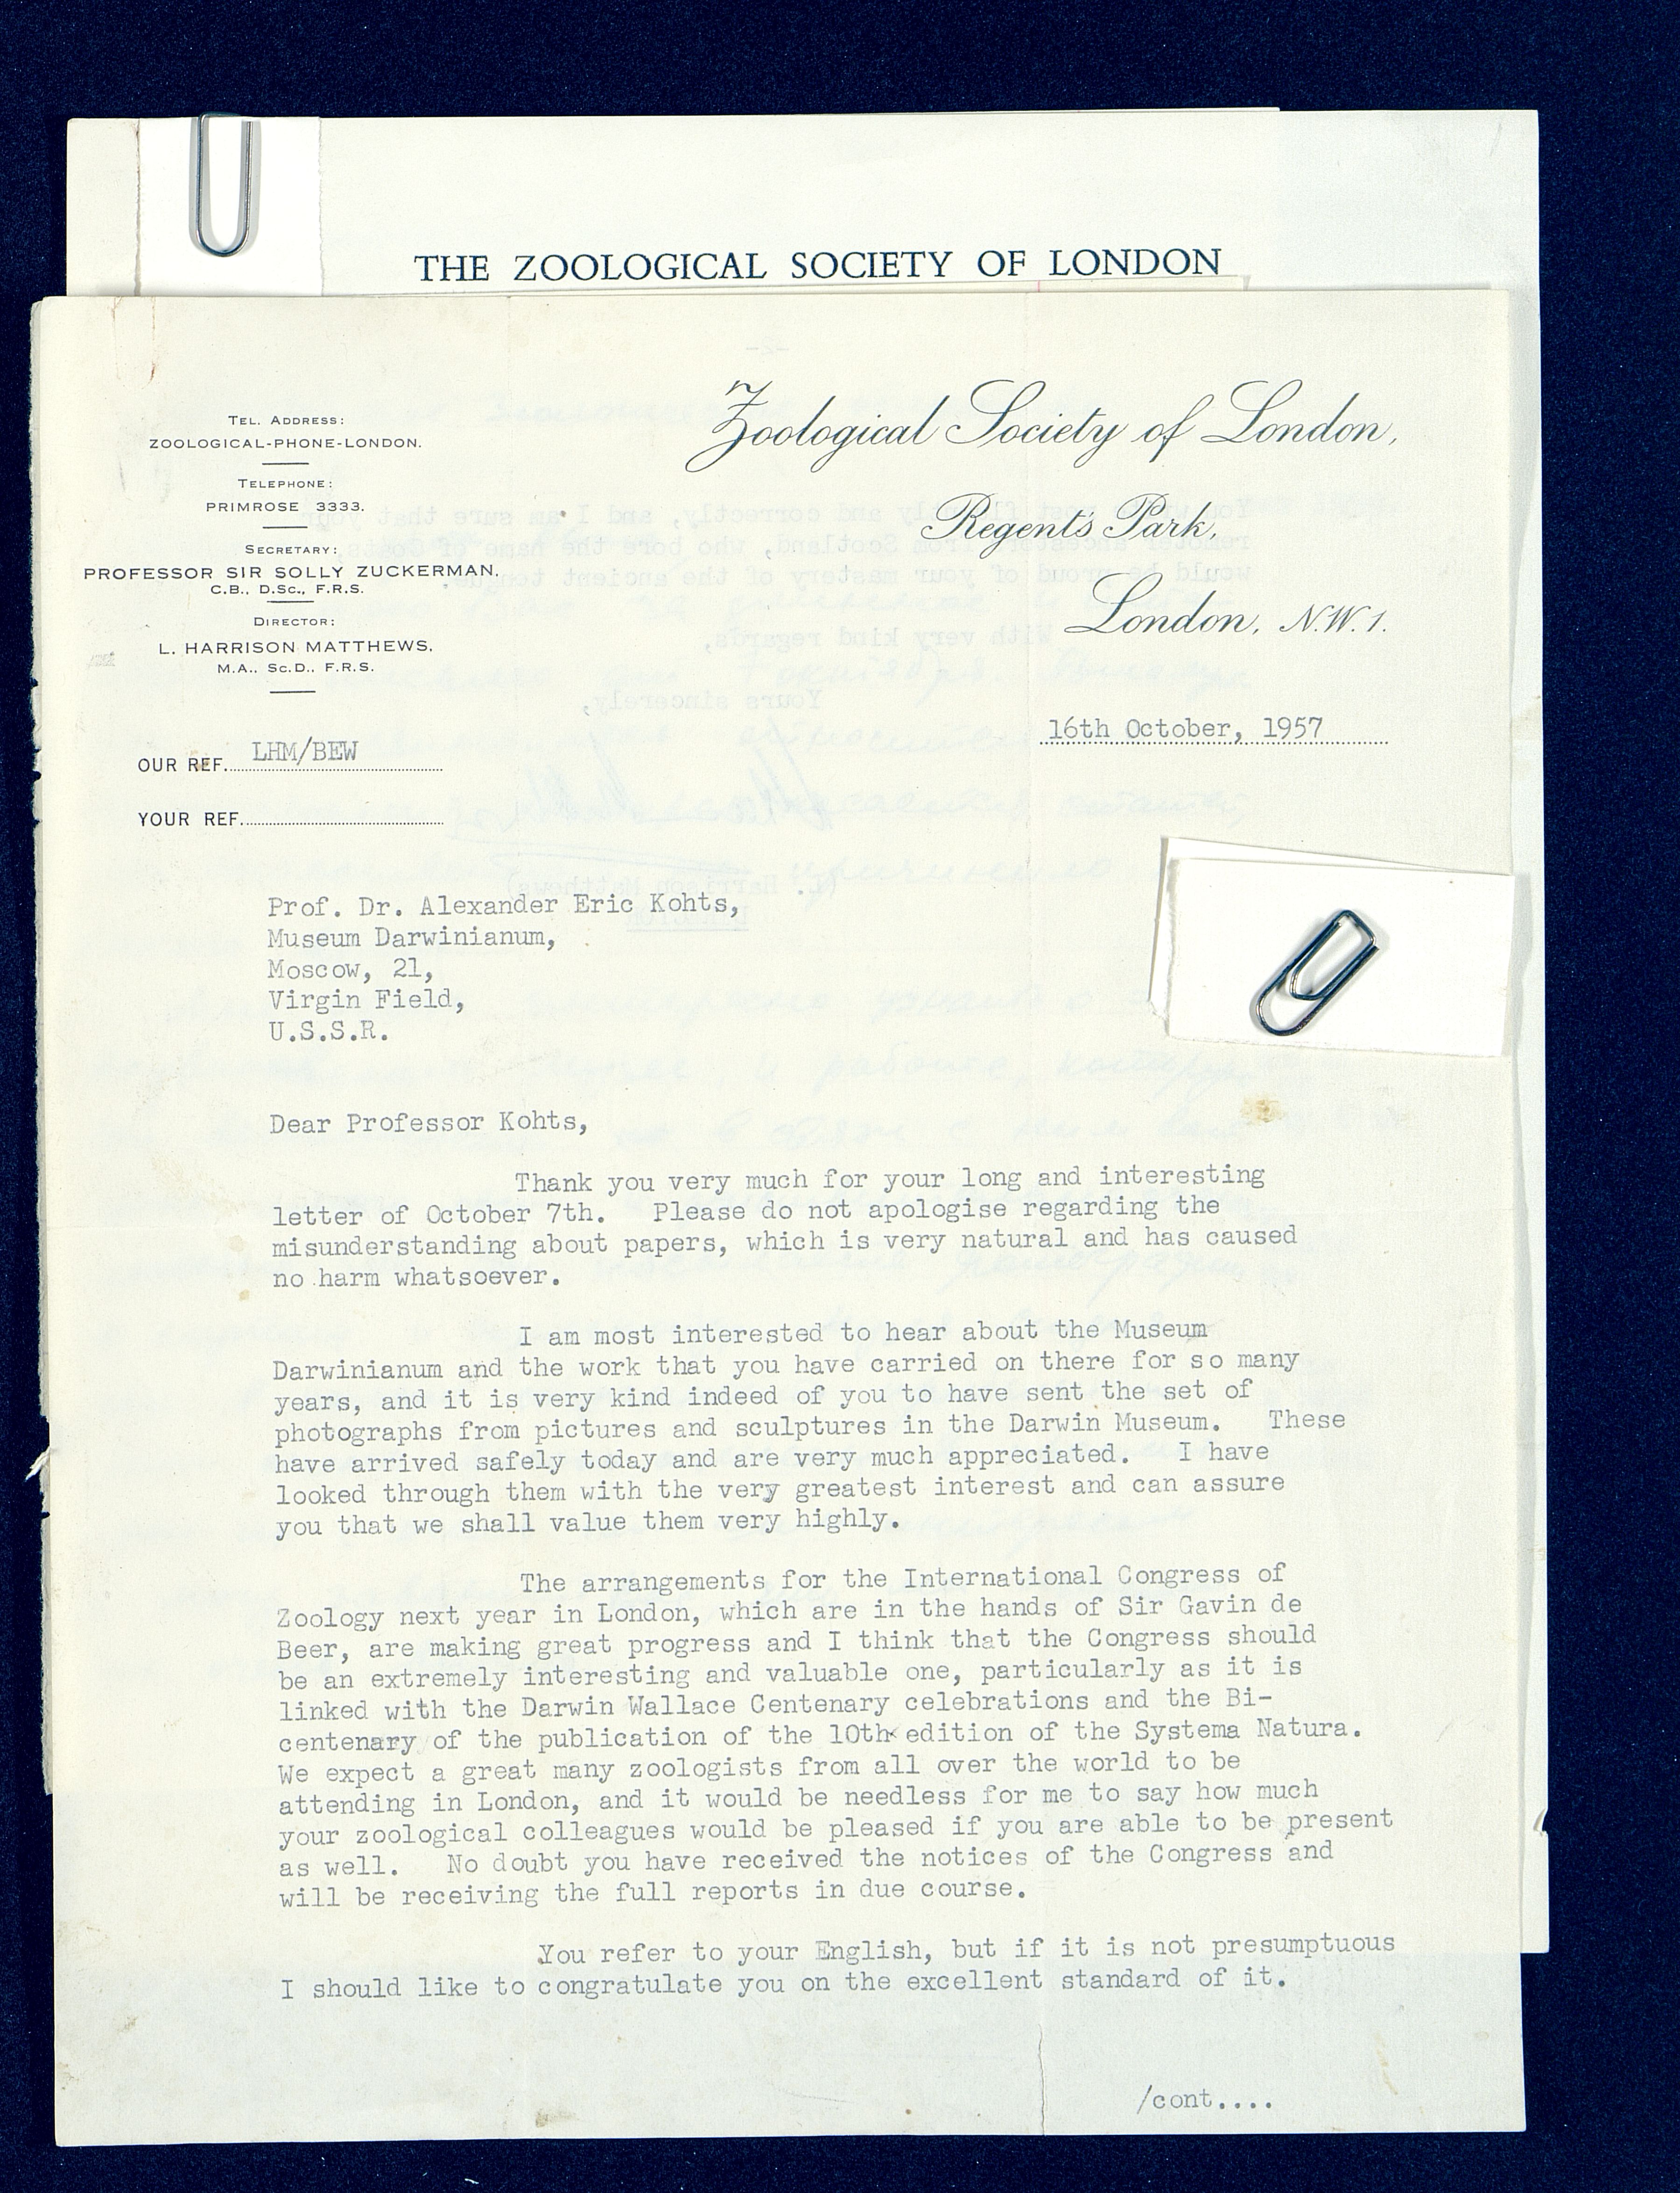 THE ZOOLOGICAL SOCIETY OF LONDON
TEL. ADDRESS:
ZOOLOGICAL-PHONE-LONDON.
TELEPHONE:
PRIMROSE 3333.
SECRETARY:
PROFESSOR SIR SOLLY ZUCKERMAN,
C.B., D.Sc., F.R.S.
DIRECTOR:
L. HARRISON MATTHEWS,
M.A., Sc.D., F.R.S.
Zoological Society of London,
Regent's Park,
London, N.W.1.
16th October, 1957
OUR REF. LHM/BEW
YOUR REF.
Prof. Dr. Alexander Eric Kohts,
Museum Darwinianum,
Moscow, 21,
Virgin Field,
U.S.S.R.
Dear Professor Kohts,
Thank you very much for your long and interesting
letter of October 7th. Please do not apologise regarding the
misunderstanding about papers, which is very natural and has caused
no harm whatsoever.
I am most interested to hear about the Museum
Darwinianum and the work that you have carried on there for so many
years, and it is very kind indeed of you to have sent the set of
photographs from pictures and sculptures in the Darwin Museum. These
have arrived safely today and are very much appreciated. I have
looked through them with the very greatest interest and can assure
you that we shall value them very highly.
The arrangements for the International Congress of
Zoology next year in London, which are in the hands of Sir Gavin de
Beer, are making great progress and I think that the Congress should
be an extremely interesting and valuable one, particularly as it is
linked with the Darwin Wallace Centenary celebrations and the Bi-
centenary of the publication of the 10th edition of the Systema Natura.
We expect a great many zoologists from all over the world to be
attending in London, and it would be needless for me to say how much
your zoological colleagues would be pleased if you are able to be present
as well. No doubt you have received the notices of the Congress and
will be receiving the full reports in due course.
You refer to your English, but if it is not presumptuous
I should like to congratulate you on the excellent standard of it.
/cont....